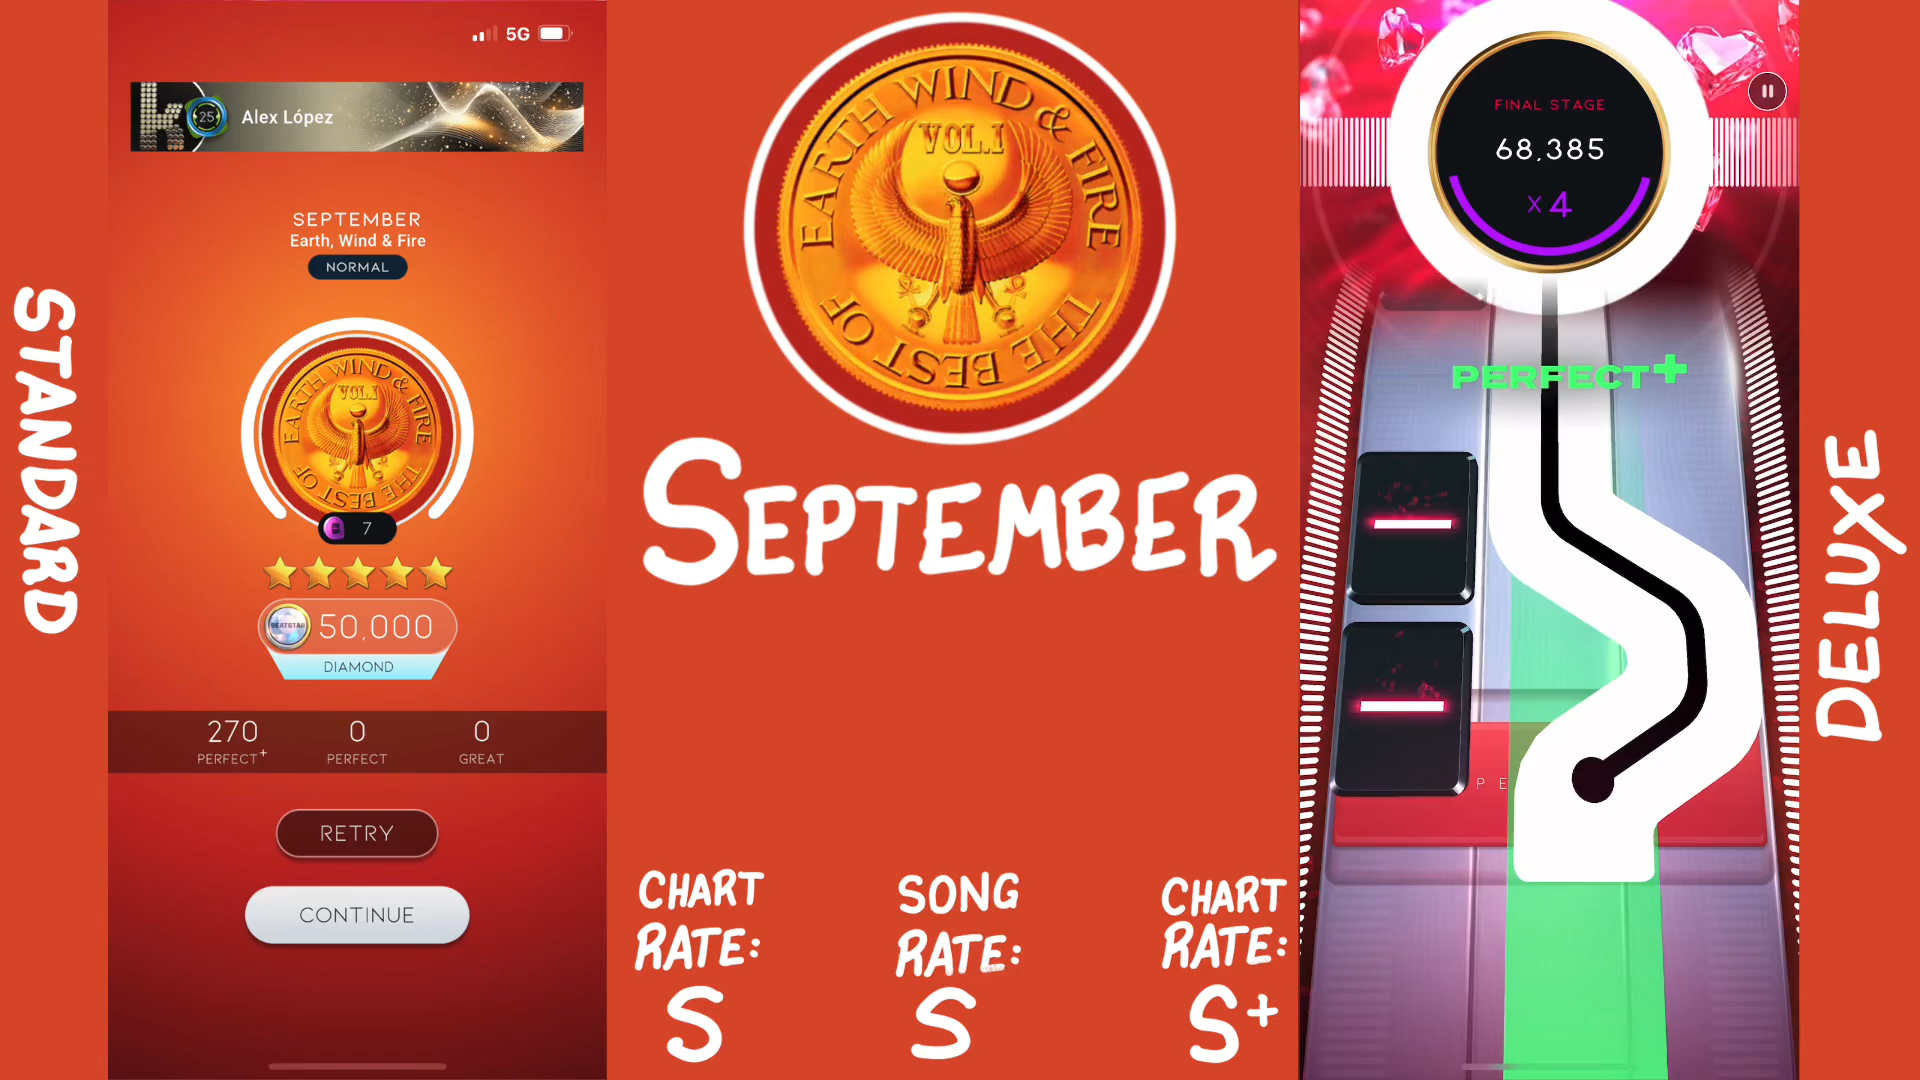 STANDARD
5G
25
Alex López
SEPTEMBER
Earth, Wind & Fire
NORMAL
EARTH WIND & FIRE
VOL.I
THE BEST OF
7
BEATSTAR
50,000
DIAMOND
270
PERFECT+
0
PERFECT
0
GREAT
RETRY
CONTINUE
EARTH WIND & FIRE
VOL.I
THE BEST OF
SEPTEMBER
CHART
RATE:
S
SONG
RATE:
S
CHART
RATE:
S+
FINAL STAGE
68,385
x4
PERFECT+
PE
DELUXE